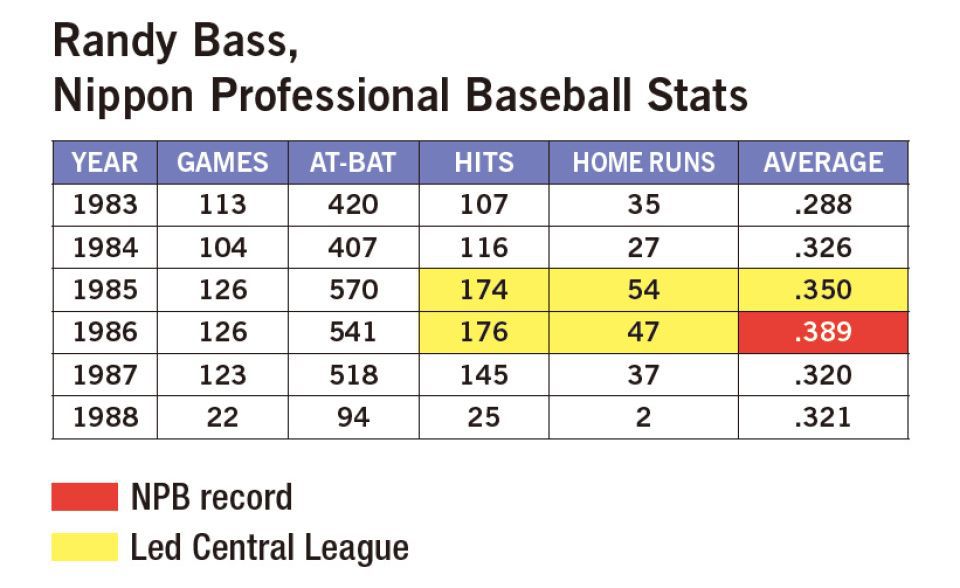 Randy Bass,
Nippon Professional Baseball Stats
YEAR GAMES AT-BAT HITS HOME RUNS AVERAGE
1983 113 420 107 35 .288
1984 104 407 116 27 .326
1985 126 570 174 54 .350
1986 126 541 176 47 .389
1987 123 518 145 37 .320
1988 22 94 25 2 .321
NPB record
Led Central League